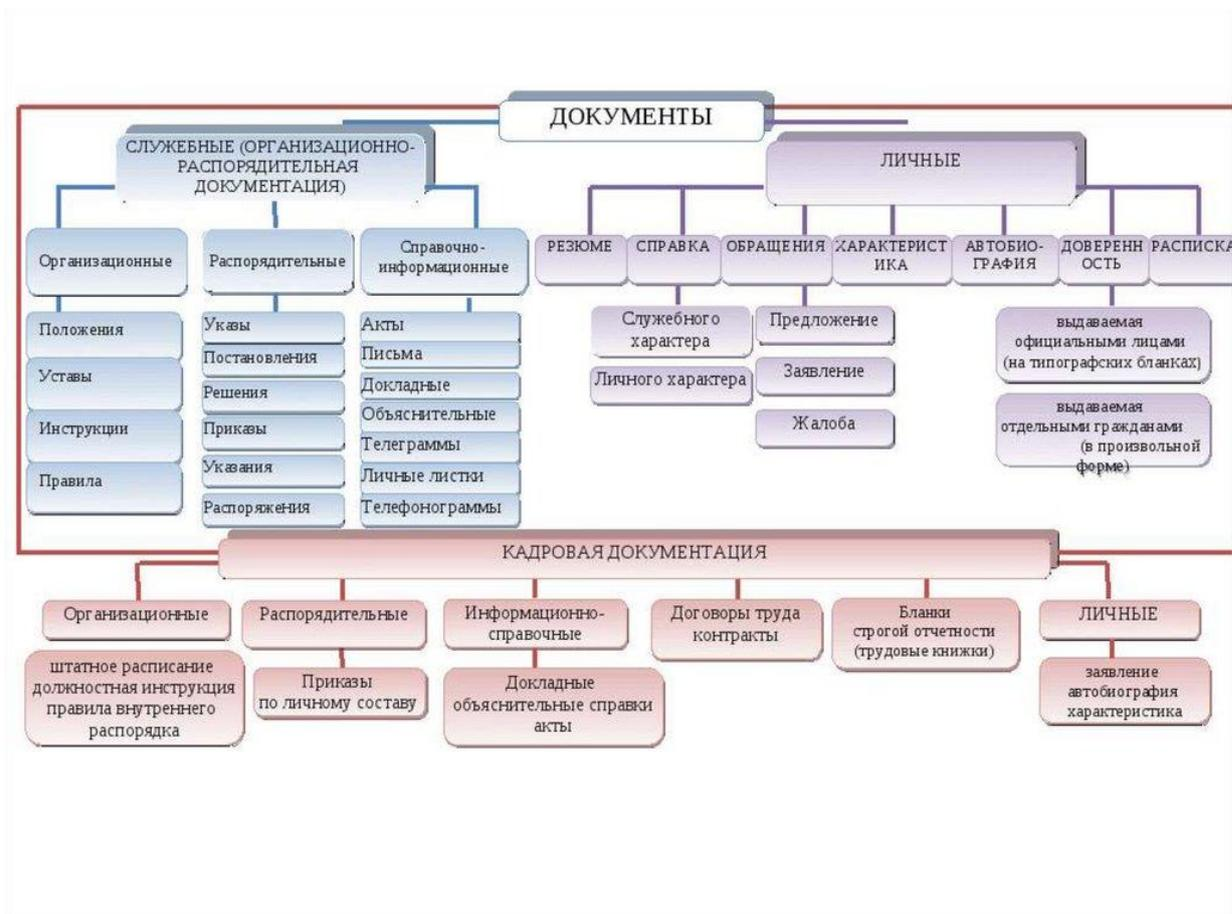 ДОКУМЕНТЫ
СЛУЖЕБНЫЕ (ОРГАНИЗАЦИОННО-
РАСПОРЯДИТЕЛЬНАЯ
ДОКУМЕНТАЦИЯ)
ЛИЧНЫЕ
Организационные
Распорядительные
Справочно-
информационные
РЕЗЮМЕ
СПРАВКА
ОБРАЩЕНИЯ
ХАРАКТЕРИСТ
ИКА
АВТОБИО-
ГРАФИЯ
ДОВЕРЕНН
ОСТЬ
РАСПИСКА
Положения
Уставы
Инструкции
Правила
Указы
Постановления
Решения
Приказы
Указания
Распоряжения
Акты
Письма
Докладные
Объяснительные
Телеграммы
Личные листки
Телефонограммы
Служебного
характера
Личного характера
Предложение
Заявление
Жалоба
выдаваемая
официальными лицами
(на типографских бланКах)
выдаваемая
отдельными гражданами
(в произвольной
форме)
КАДРОВАЯ ДОКУМЕНТАЦИЯ
Организационные
Распорядительные
Информационно-
справочные
Договоры труда
контракты
Бланки
строгой отчетности
(трудовые книжки)
ЛИЧНЫЕ
штатное расписание
должностная инструкция
правила внутреннего
распорядка
Приказы
по личному составу
Докладные
объяснительные справки
акты
заявление
автобиография
характеристика